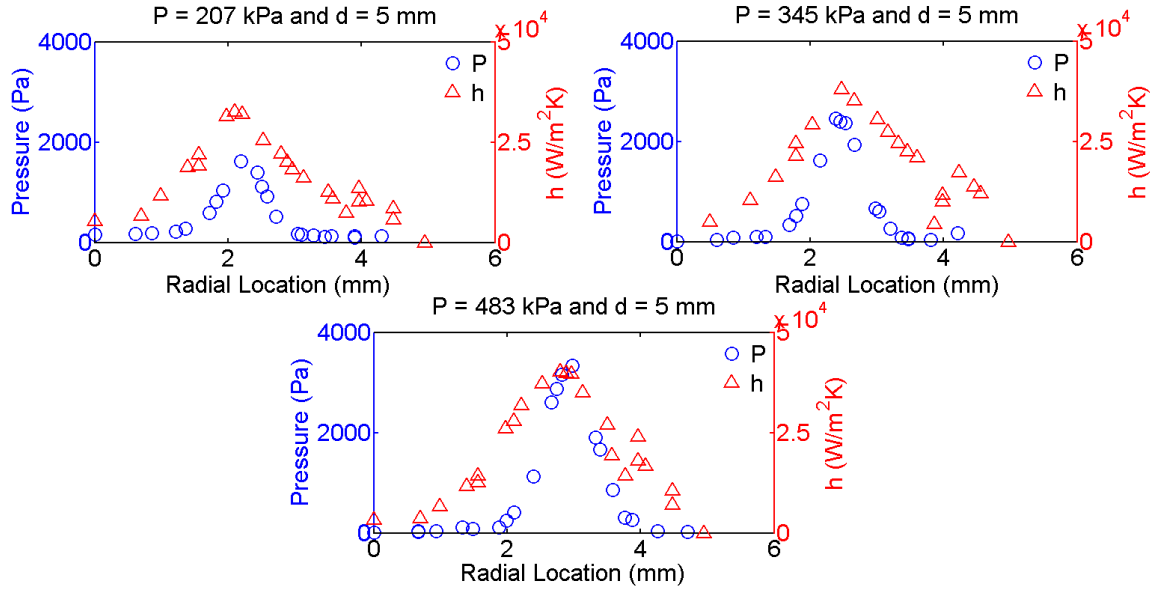 P = 207 kPa and d = 5 mm
4000
2000
0
Pressure (Pa)
P
h
x 10^4
5
2.5
0
h (W/m^2K)
0 2 4 6
Radial Location (mm)
P = 345 kPa and d = 5 mm
4000
2000
0
Pressure (Pa)
P
h
x 10^4
5
2.5
0
h (W/m^2K)
0 2 4 6
Radial Location (mm)
P = 483 kPa and d = 5 mm
4000
2000
0
Pressure (Pa)
P
h
x 10^4
5
2.5
0
h (W/m^2K)
0 2 4 6
Radial Location (mm)